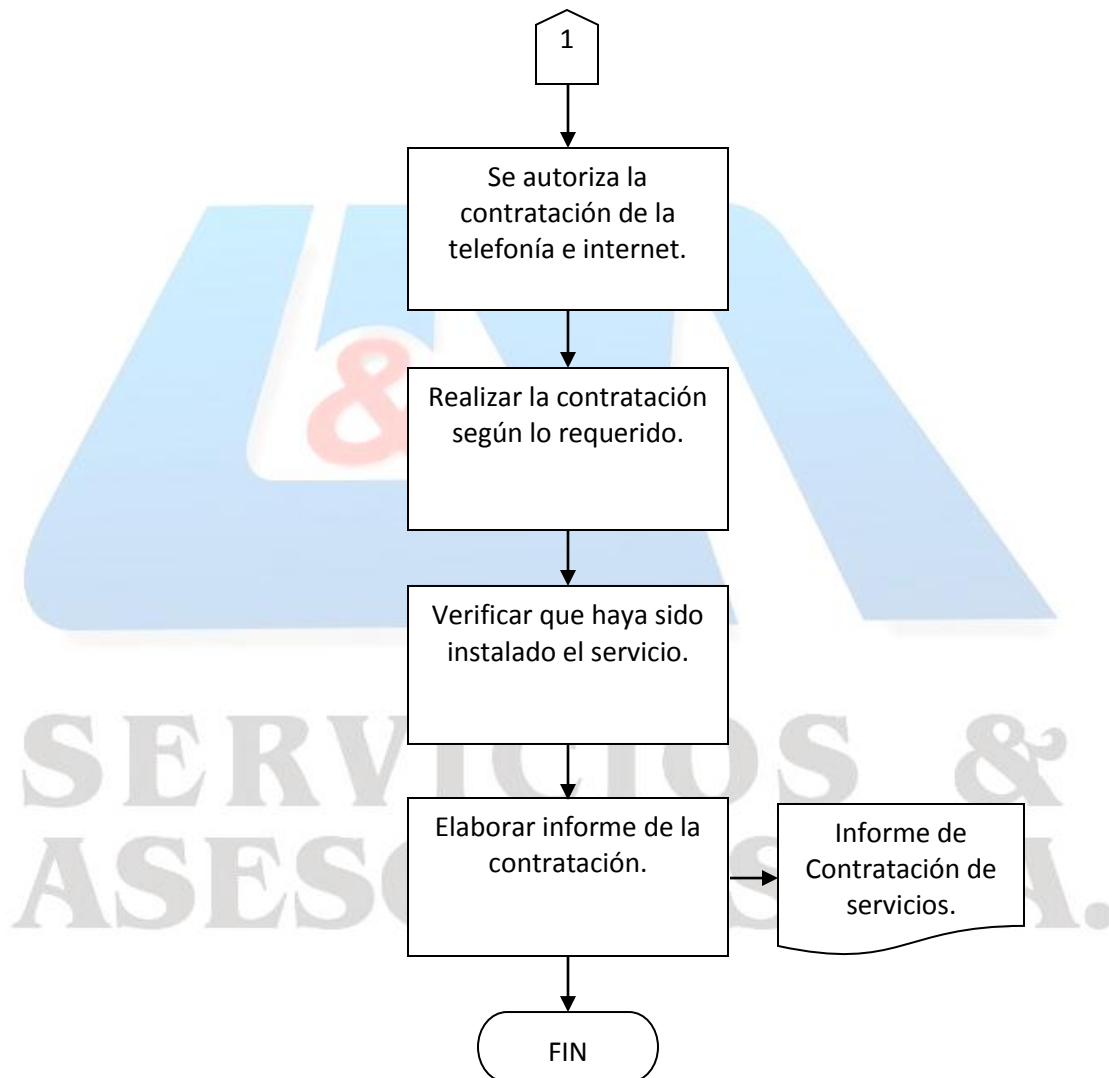 1
Se autoriza la
contratación de la
telefonía e internet.
&
Realizar la contratación
según lo requerido.
Verificar que haya sido
instalado el servicio.
SERVICIOS &
Elaborar informe de la
contratación.
Informe de
Contratación de
servicios.
FIN